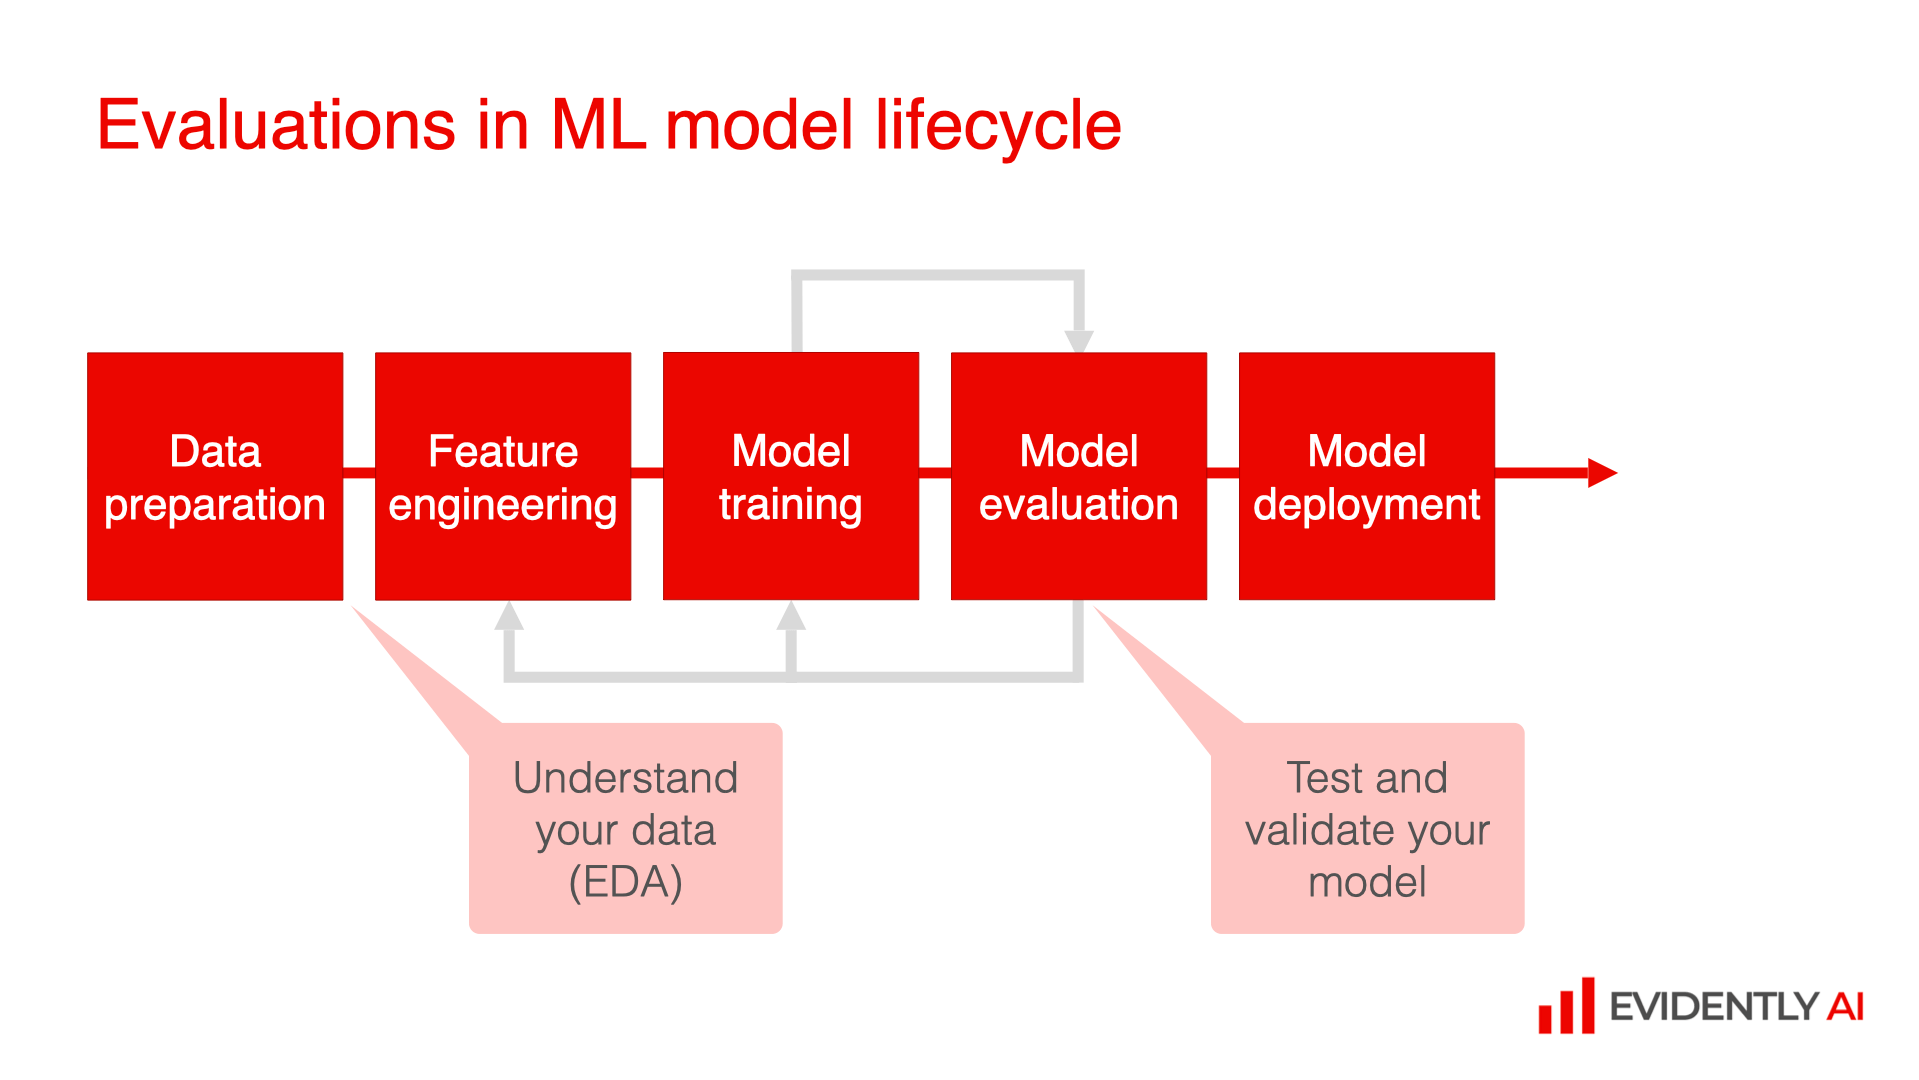 Evaluations in ML model lifecycle
Data
preparation
Feature
engineering
Model
training
Model
evaluation
Model
deployment
Understand
your data
(EDA)
Test and
validate your
model
EVIDENTLY AI